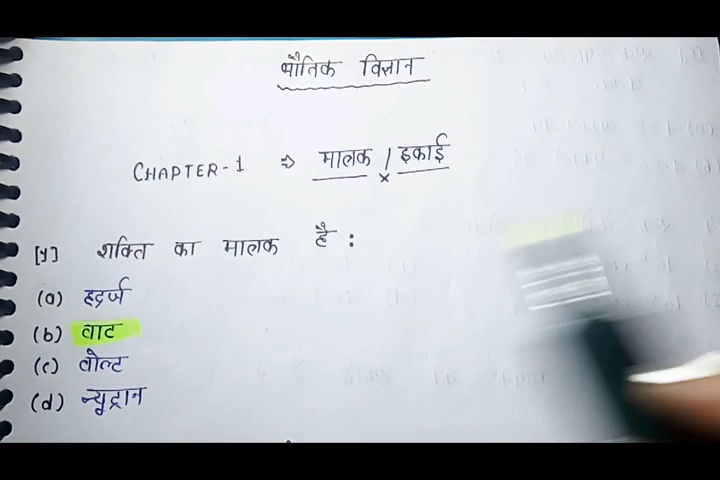 भौतिक विज्ञान
CHAPTER-1 ⇒ मात्रक / इकाई
[1] शक्ति का मात्रक है :
(a) हर्ट्ज
(b) वाट
(c) वोल्ट
(d) न्यूट्रान